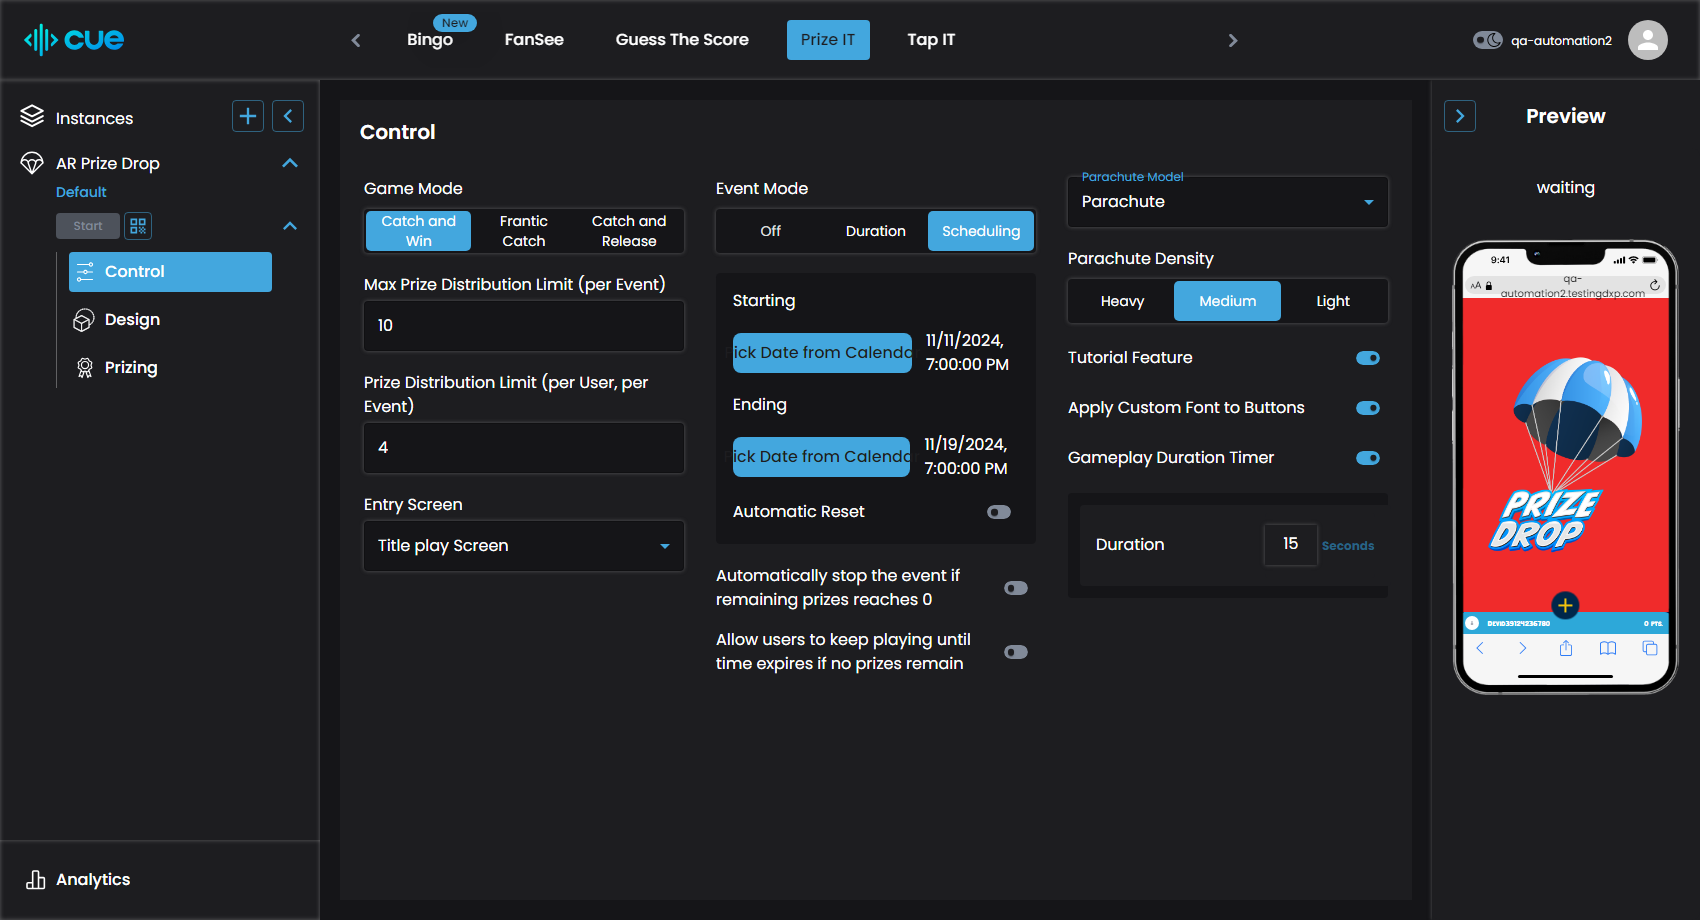 cue
New
Bingo
FanSee
Guess The Score
Prize IT
Tap IT
qa-automation2
Instances
AR Prize Drop
Default
Start
Control
Design
Prizing
Analytics
Control
Game Mode
Catch and
Win
Frantic
Catch
Catch and
Release
Max Prize Distribution Limit (per Event)
10
Prize Distribution Limit (per User, per
Event)
4
Entry Screen
Title play Screen
Event Mode
Off
Duration
Scheduling
Starting
ick Date from Calenda
11/11/2024,
7:00:00 PM
Ending
ick Date from Calenda
11/19/2024,
7:00:00 PM
Automatic Reset
Automatically stop the event if
remaining prizes reaches 0
Allow users to keep playing until
time expires if no prizes remain
Parachute Model
Parachute
Parachute Density
Heavy
Medium
Light
Tutorial Feature
Apply Custom Font to Buttons
Gameplay Duration Timer
Duration
15
Seconds
Preview
waiting
9:41
AA
qa-
automation2.testingdxp.com
PRIZE
DROP
0 PTS.